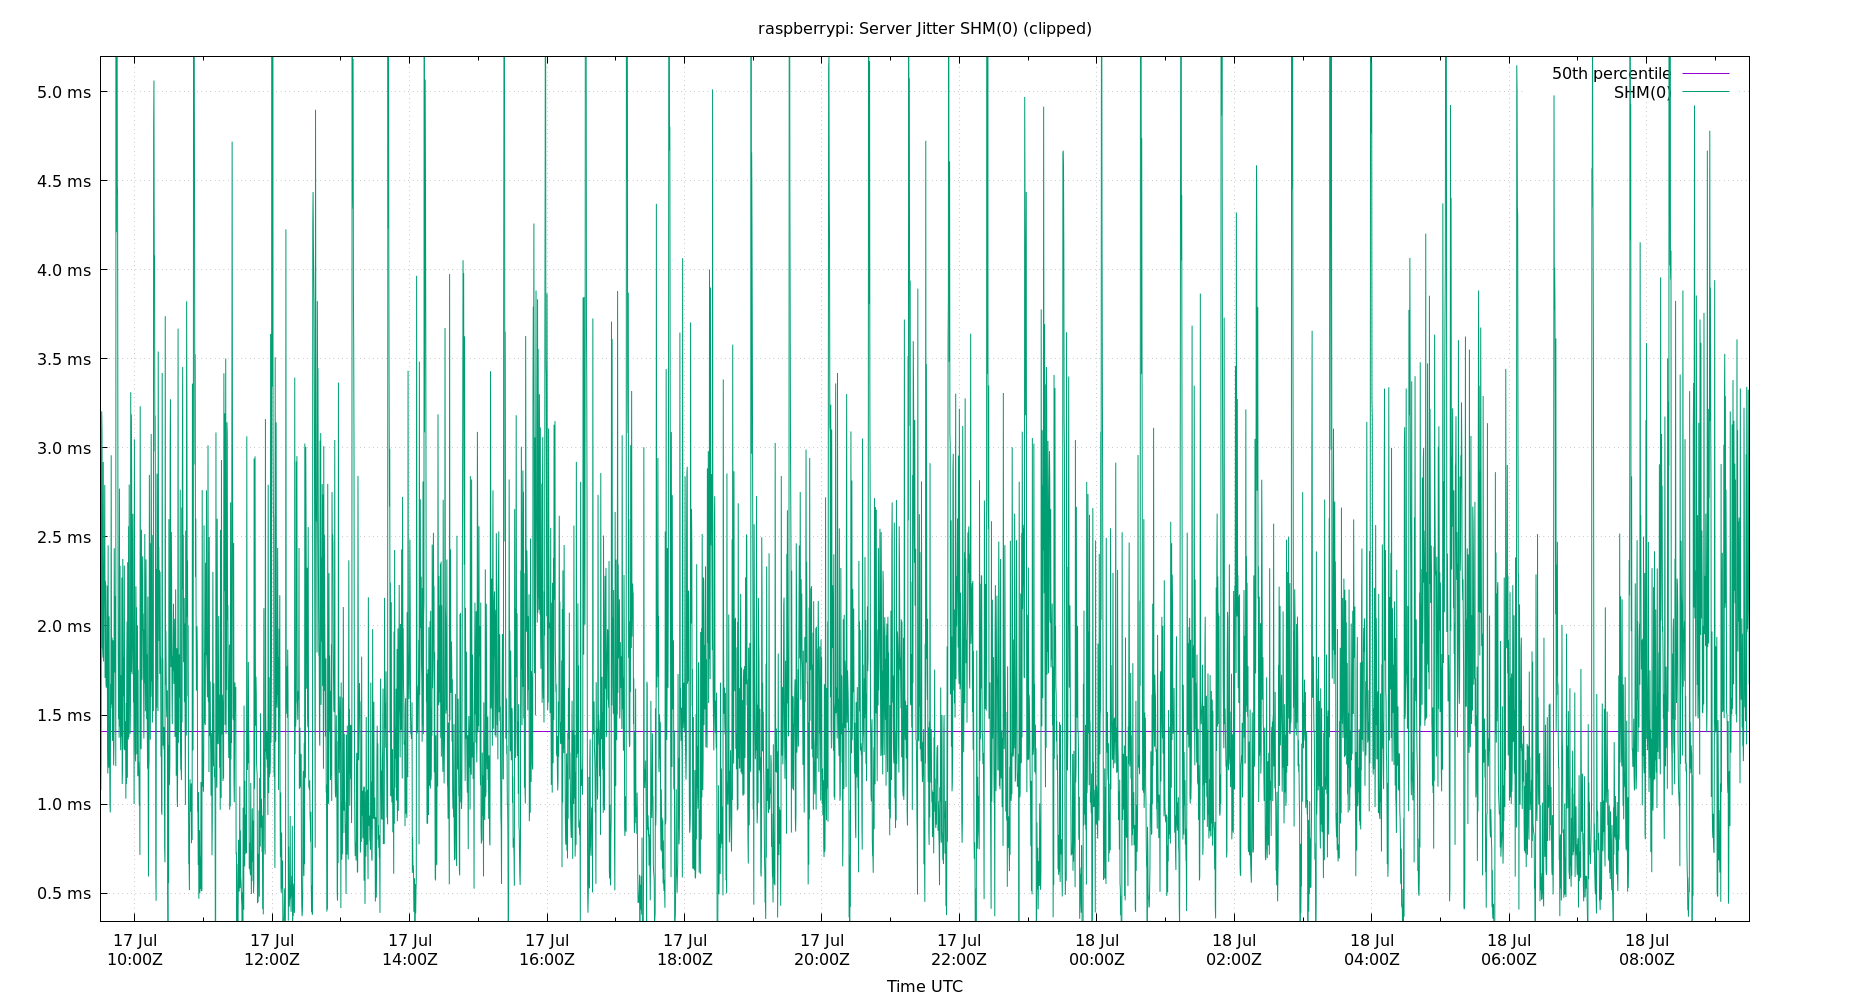 raspberrypi: Server Jitter SHM(0) (clipped)
50th percentile
SHM(0)
5.0 ms
4.5 ms
4.0 ms
3.5 ms
3.0 ms
2.5 ms
2.0 ms
1.5 ms
1.0 ms
0.5 ms
17 Jul 17 Jul 17 Jul 17 Jul 17 Jul 17 Jul 17 Jul 18 Jul 18 Jul 18 Jul 18 Jul 18 Jul
10:00Z 12:00Z 14:00Z 16:00Z 18:00Z 20:00Z 22:00Z 00:00Z 02:00Z 04:00Z 06:00Z 08:00Z
Time UTC